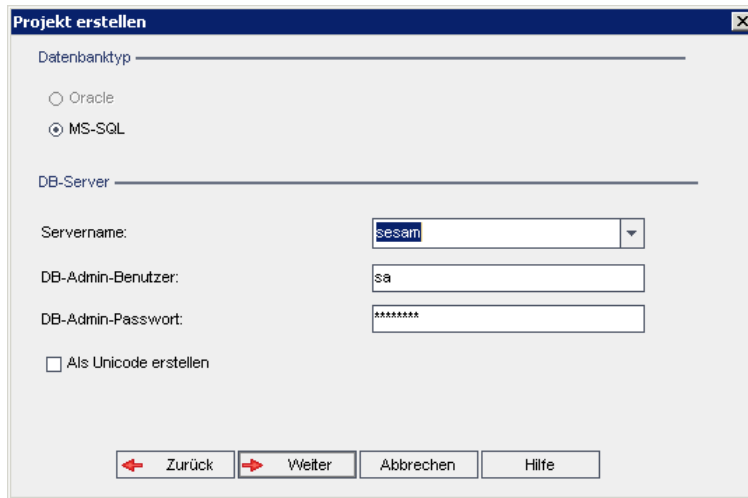 Projekt erstellen
Datenbanktyp
Oracle
MS-SQL
DB-Server
Servername: sesam
DB-Admin-Benutzer: sa
DB-Admin-Passwort: ********
Als Unicode erstellen
Zurück Weiter Abbrechen Hilfe